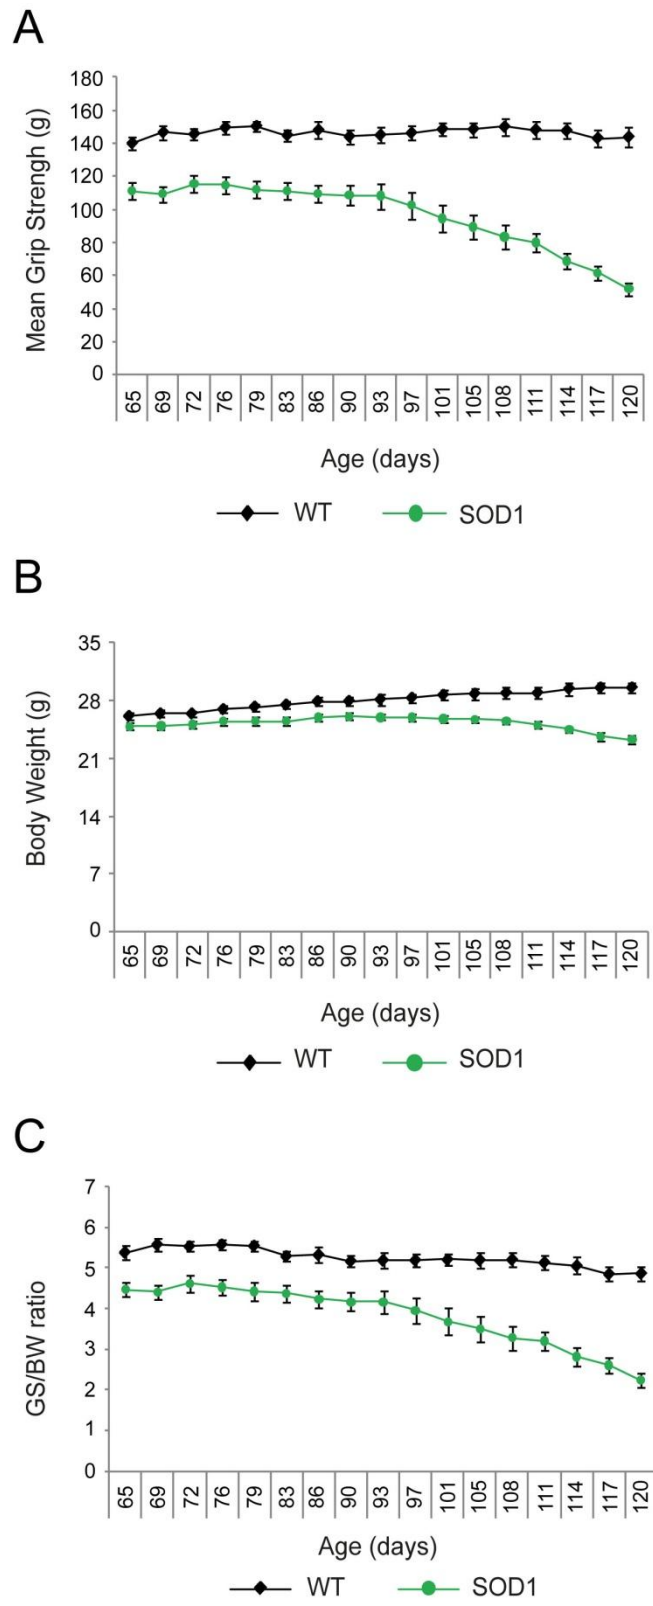 A
Mean Grip Strengh (g)
180
160
140
120
100
80
60
40
20
0
65 69 72 76 79 83 86 90 93 97 101 105 108 111 114 117 120
Age (days)
WT SOD1
B
Body Weight (g)
35
28
21
14
7
0
65 69 72 76 79 83 86 90 93 97 101 105 108 111 114 117 120
Age (days)
WT SOD1
C
GS/BW ratio
7
6
5
4
3
2
1
0
65 69 72 76 79 83 86 90 93 97 101 105 108 111 114 117 120
Age (days)
WT SOD1